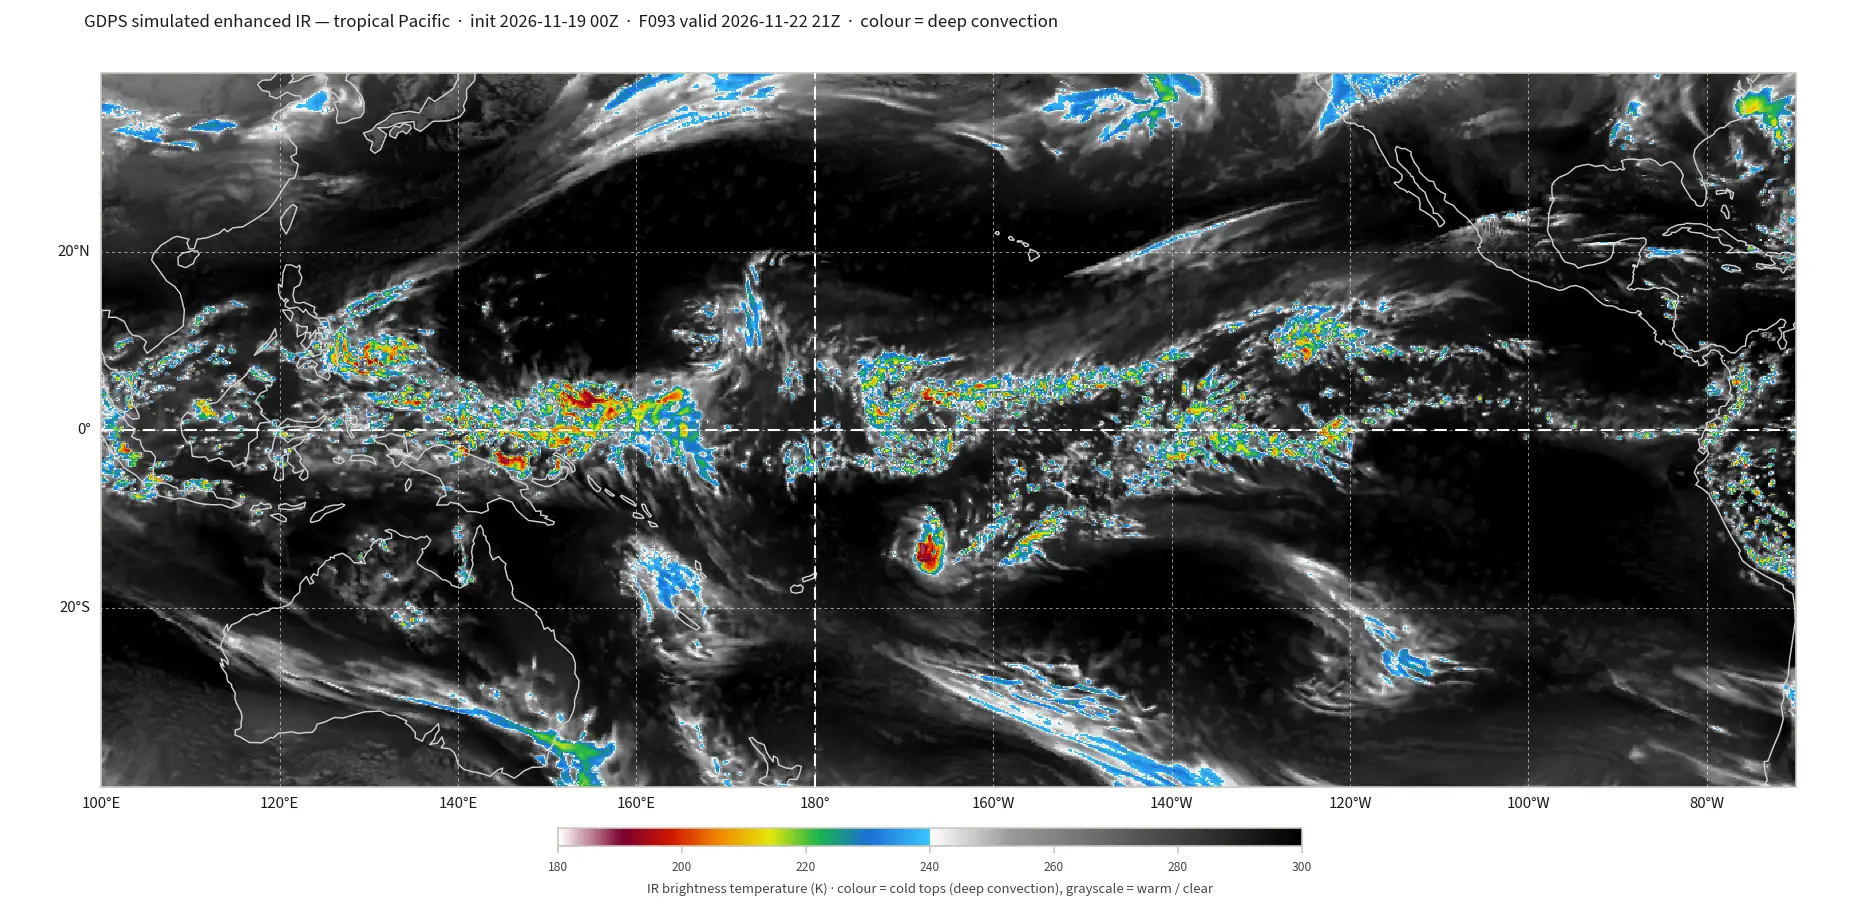 GDPS simulated enhanced IR — tropical Pacific · init 2026-11-19 00Z · F093 valid 2026-11-22 21Z · colour = deep convection
20°N
0°
20°S
100°E 120°E 140°E 160°E 180° 160°W 140°W 120°W 100°W 80°W
180 200 220 240 260 280 300
IR brightness temperature (K) · colour = cold tops (deep convection), grayscale = warm / clear